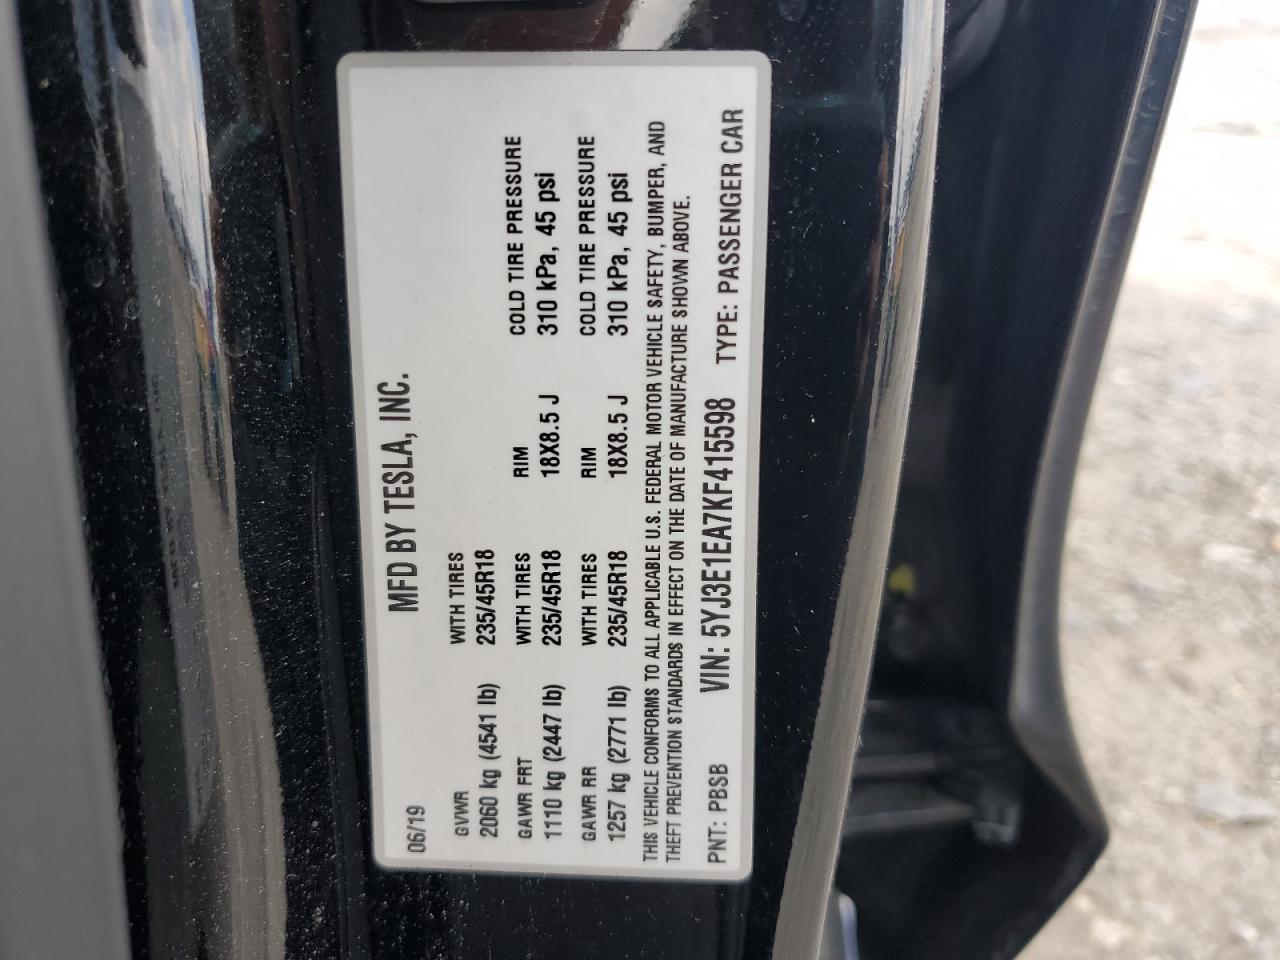 MFD BY TESLA, INC.
06/19
GVWR WITH TIRES
2060 kg (4541 lb) 235/45R18
GAWR FRT WITH TIRES RIM COLD TIRE PRESSURE
1110 kg (2447 lb) 235/45R18 18X8.5 J 310 kPa, 45 psi
GAWR RR WITH TIRES RIM COLD TIRE PRESSURE
1257 kg (2771 lb) 235/45R18 18X8.5 J 310 kPa, 45 psi
THIS VEHICLE CONFORMS TO ALL APPLICABLE U.S. FEDERAL MOTOR VEHICLE SAFETY, BUMPER, AND
THEFT PREVENTION STANDARDS IN EFFECT ON THE DATE OF MANUFACTURE SHOWN ABOVE.
PNT: PBSB VIN: 5YJ3E1EA7KF415598 TYPE: PASSENGER CAR